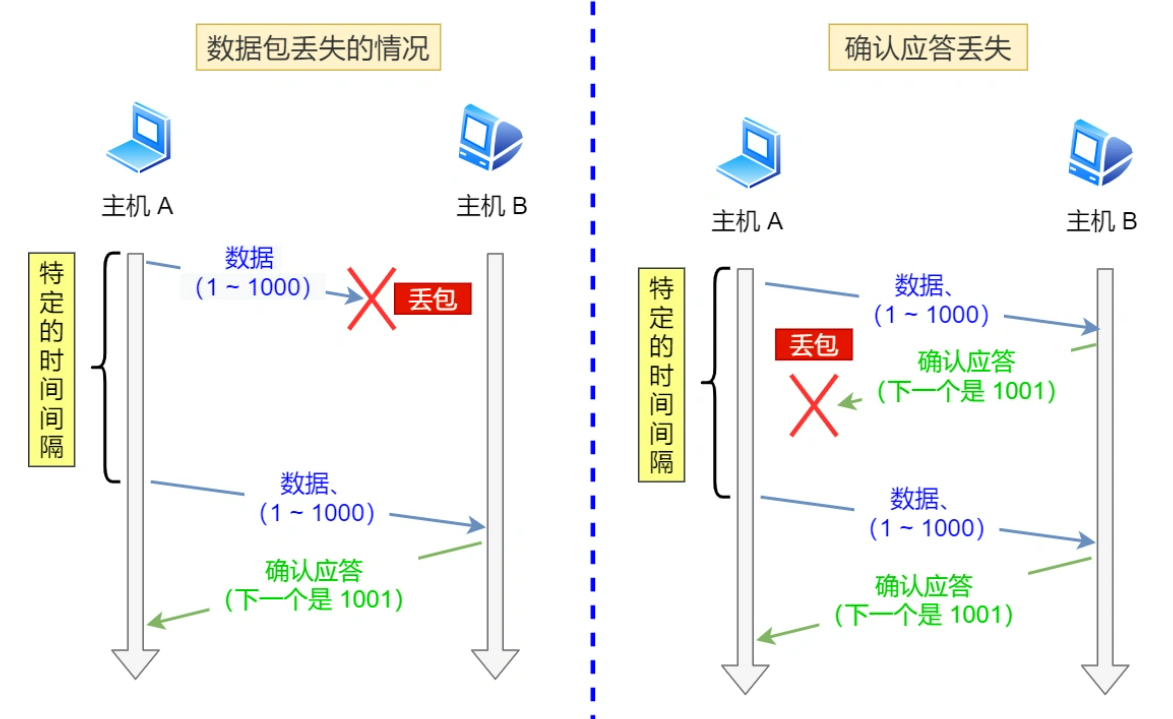 数据包丢失的情况
主机 A
主机 B
特定的时间间隔
数据
（1 ~ 1000）
丢包
数据、
（1 ~ 1000）
确认应答
（下一个是 1001）
确认应答丢失
主机 A
主机 B
特定的时间间隔
数据、
（1 ~ 1000）
丢包
确认应答
（下一个是 1001）
数据、
（1 ~ 1000）
确认应答
（下一个是 1001）